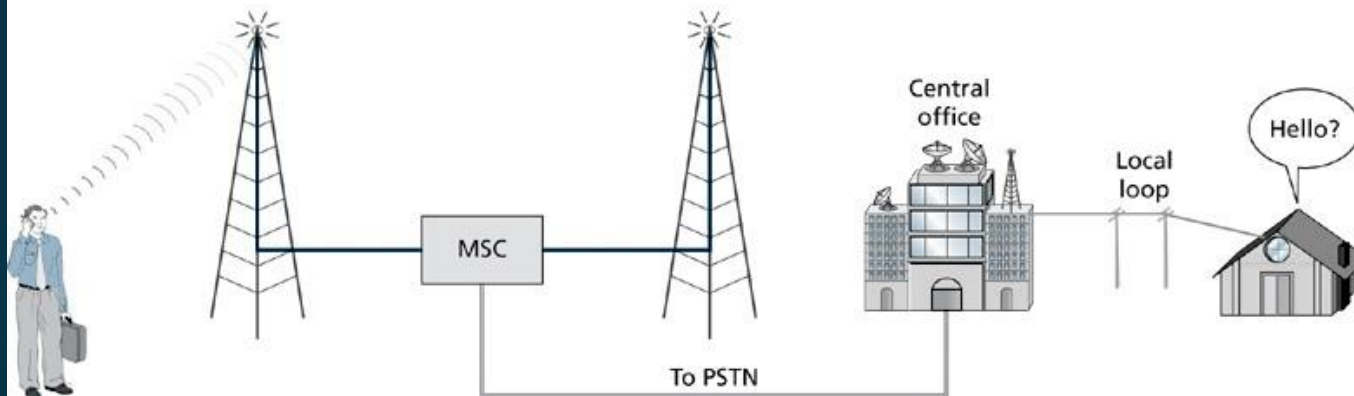 MSC
To PSTN
Central
office
Local
loop
Hello?